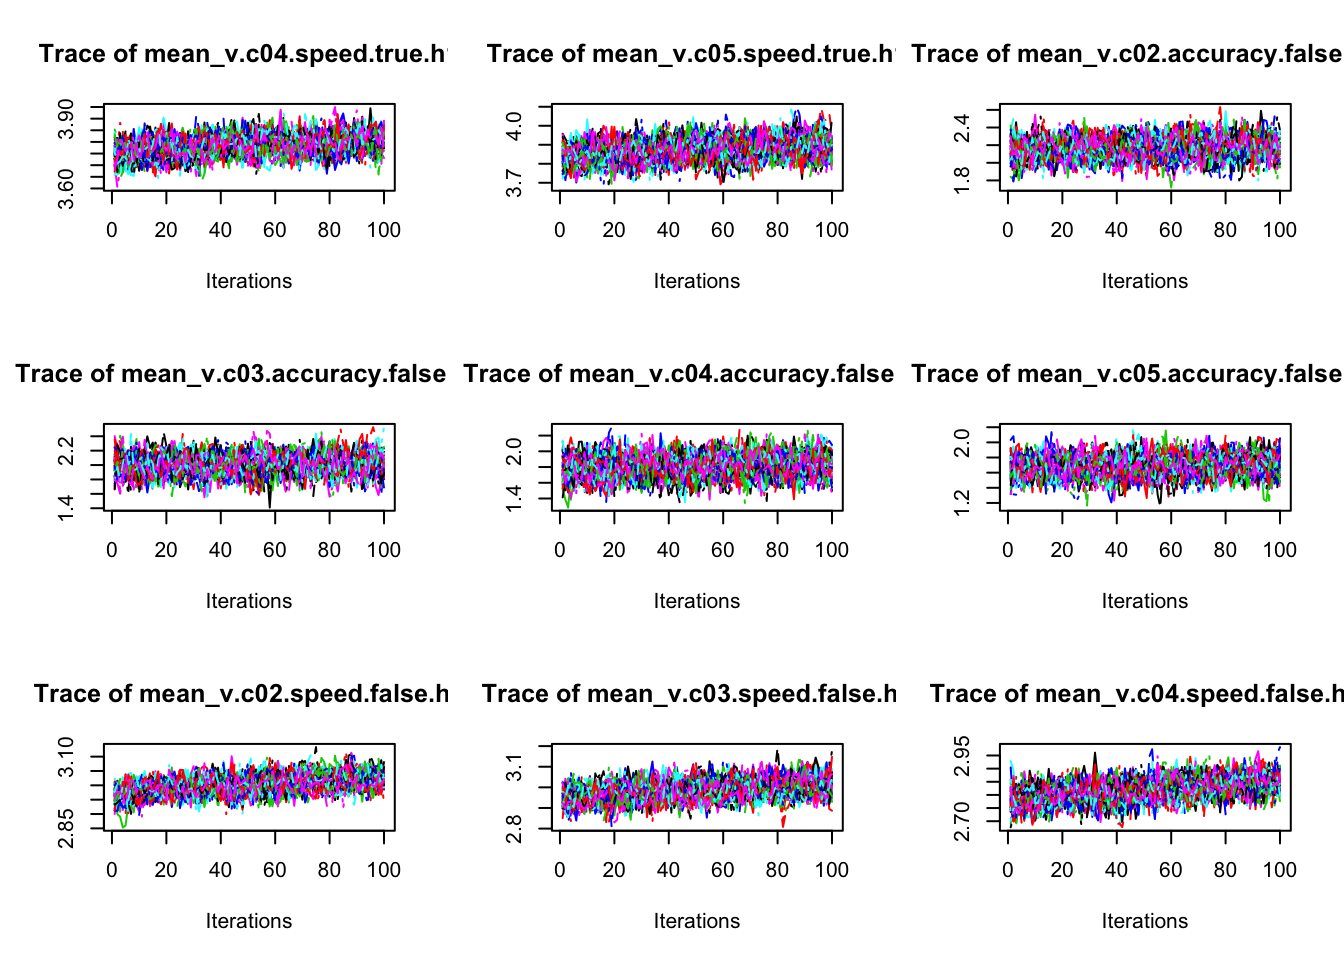 Trace of mean_v.c04.speed.true.h
Trace of mean_v.c05.speed.true.h
Trace of mean_v.c02.accuracy.false
3.60 3.90
3.7 4.0
1.8 2.4
0 20 40 60 80 100
0 20 40 60 80 100
0 20 40 60 80 100
Iterations
Iterations
Iterations
Trace of mean_v.c03.accuracy.false
Trace of mean_v.c04.accuracy.false
Trace of mean_v.c05.accuracy.false
1.4 2.2
1.4 2.0
1.2 2.0
0 20 40 60 80 100
0 20 40 60 80 100
0 20 40 60 80 100
Iterations
Iterations
Iterations
Trace of mean_v.c02.speed.false.h
Trace of mean_v.c03.speed.false.h
Trace of mean_v.c04.speed.false.h
2.85 3.10
2.8 3.1
2.70 2.95
0 20 40 60 80 100
0 20 40 60 80 100
0 20 40 60 80 100
Iterations
Iterations
Iterations